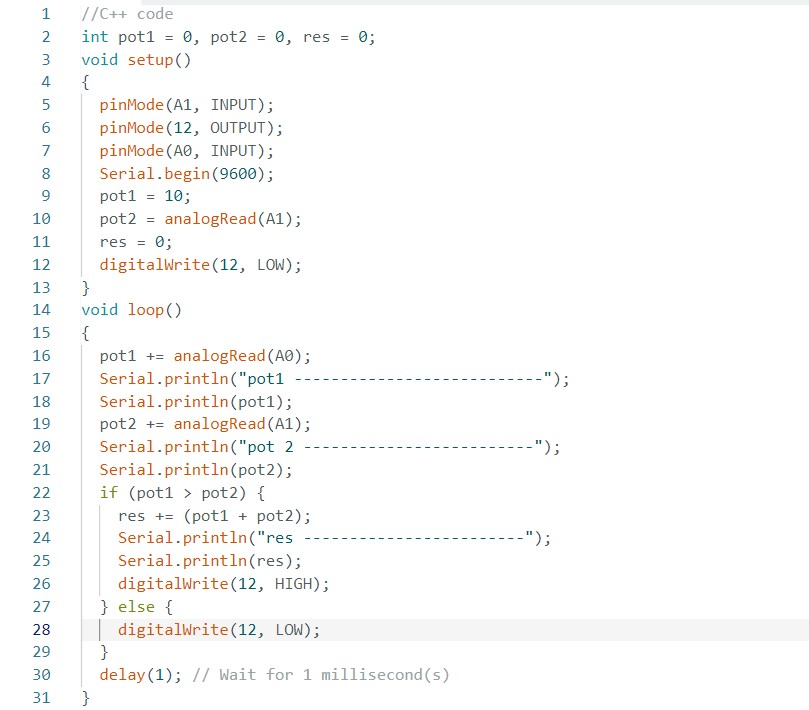 1 //C++ code
2 int pot1 = 0, pot2 = 0, res = 0;
3 void setup()
4 {
5   pinMode(A1, INPUT);
6   pinMode(12, OUTPUT);
7   pinMode(A0, INPUT);
8   Serial.begin(9600);
9   pot1 = 10;
10   pot2 = analogRead(A1);
11   res = 0;
12   digitalWrite(12, LOW);
13 }
14 void loop()
15 {
16   pot1 += analogRead(A0);
17   Serial.println("pot1 ---------------------------");
18   Serial.println(pot1);
19   pot2 += analogRead(A1);
20   Serial.println("pot 2 -------------------------");
21   Serial.println(pot2);
22   if (pot1 > pot2) {
23     res += (pot1 + pot2);
24     Serial.println("res ------------------------");
25     Serial.println(res);
26     digitalWrite(12, HIGH);
27   } else {
28     digitalWrite(12, LOW);
29   }
30   delay(1); // Wait for 1 millisecond(s)
31 }